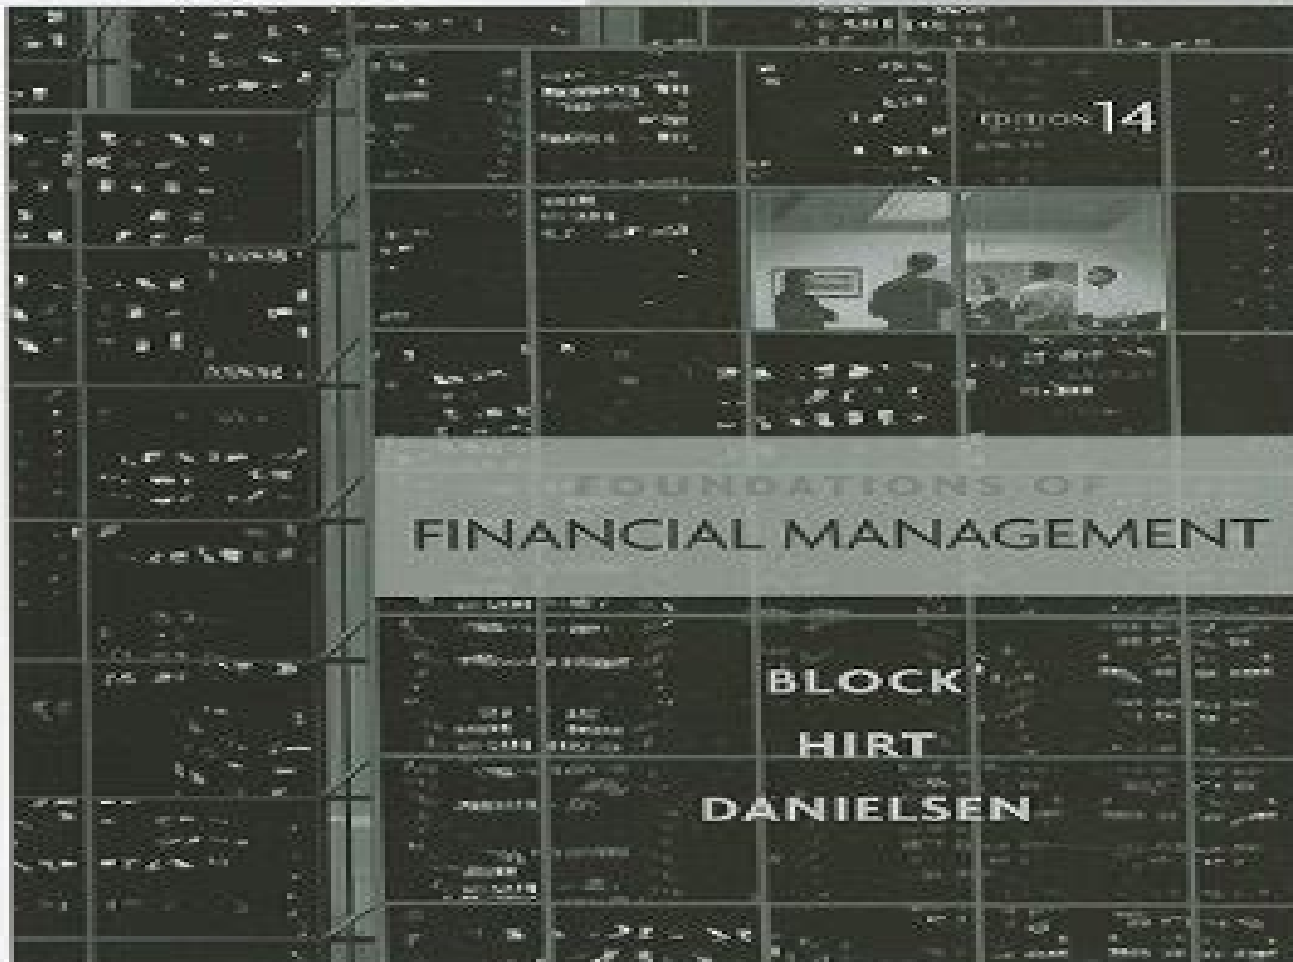 EDITION 14
FOUNDATIONS OF
FINANCIAL MANAGEMENT
BLOCK
HIRT
DANIELSEN